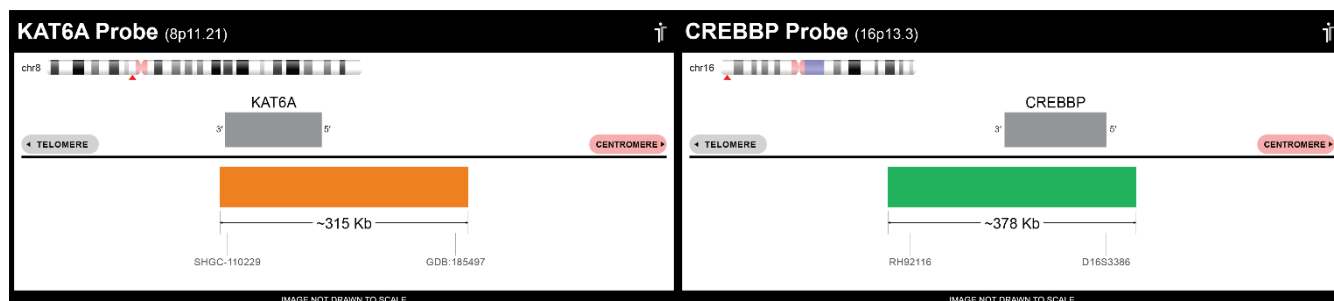 KAT6A Probe (8p11.21)
chr8
KAT6A
3' 5'
◂ TELOMERE
CENTROMERE ▸
~315 Kb
SHGC-110229
GDB:185497
IMAGE NOT DRAWN TO SCALE
CREBBP Probe (16p13.3)
chr16
CREBBP
3' 5'
◂ TELOMERE
CENTROMERE ▸
~378 Kb
RH92116
D16S3386
IMAGE NOT DRAWN TO SCALE